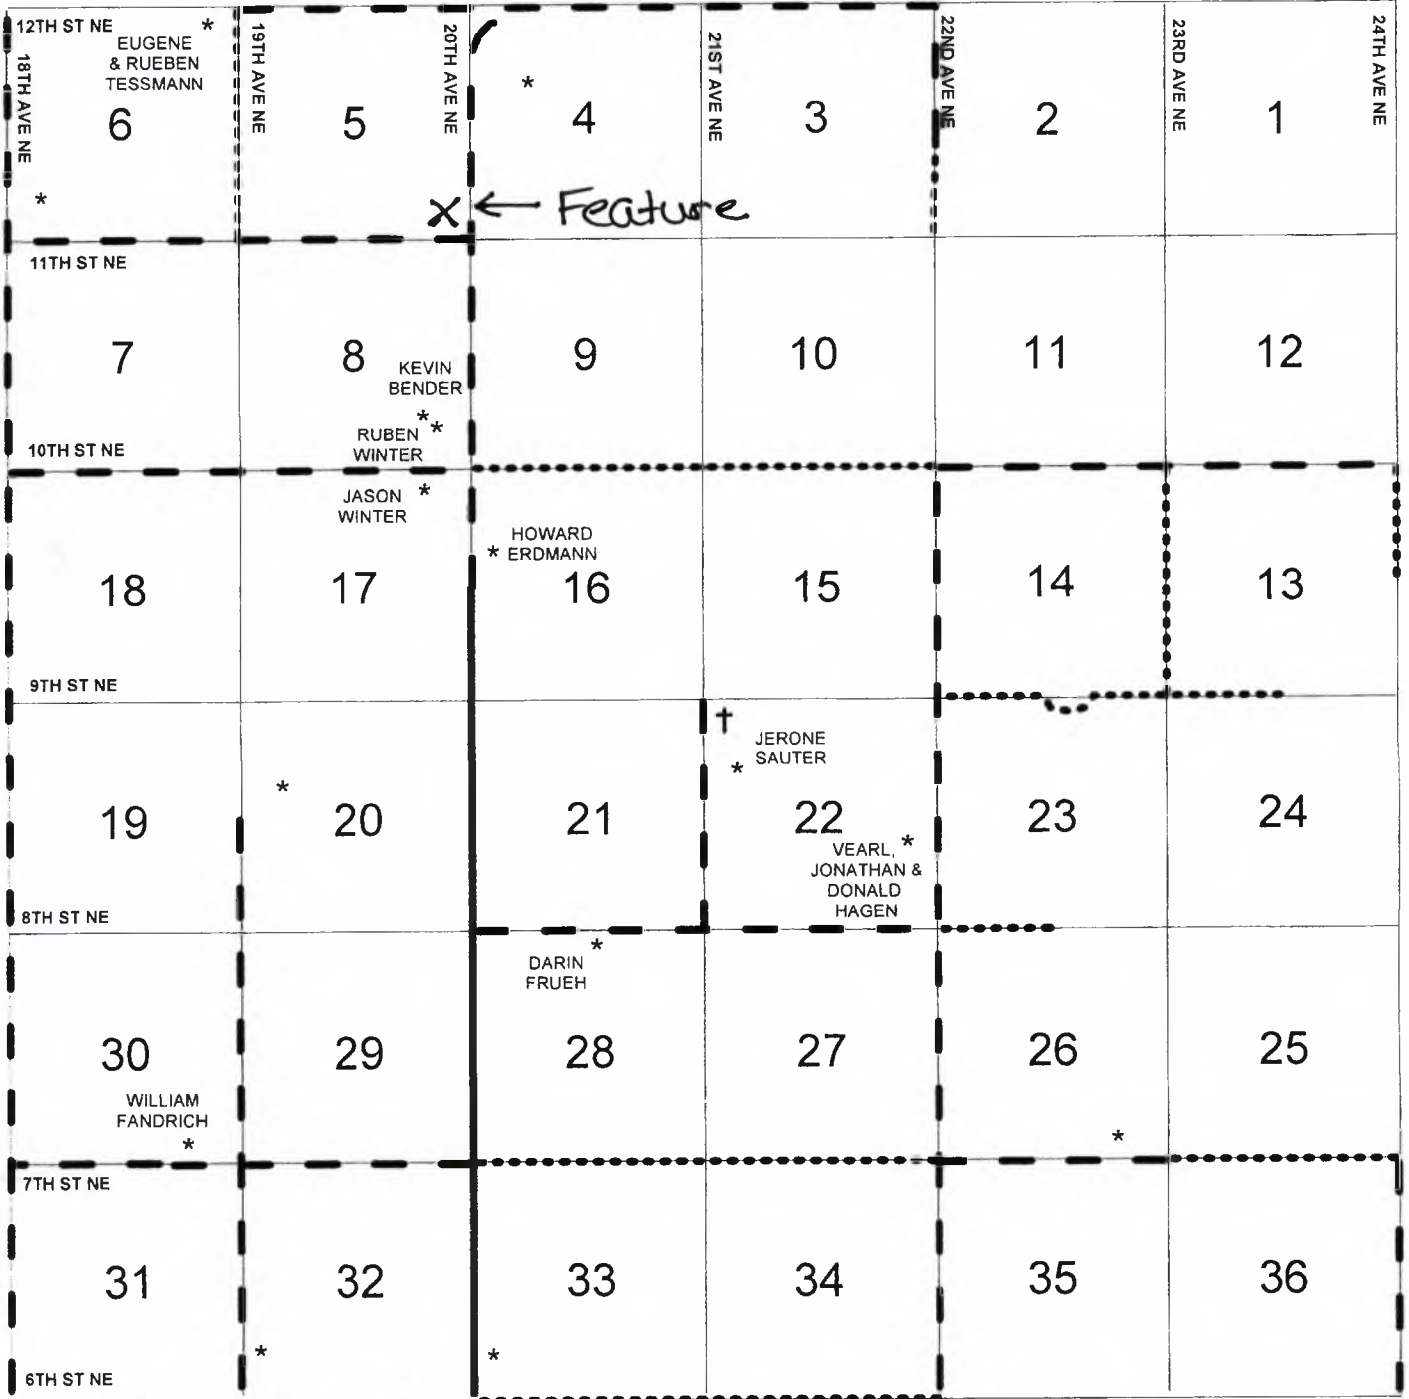 12TH ST NE
*
EUGENE
& RUEBEN
TESSMANN
18TH AVE NE
19TH AVE NE
20TH AVE NE
21ST AVE NE
22ND AVE NE
23RD AVE NE
24TH AVE NE
*
6
5
4
3
2
1
*
X ← Feature
11TH ST NE
7
8
9
10
11
12
KEVIN
BENDER
*
*
RUBEN
WINTER
10TH ST NE
JASON
WINTER
*
HOWARD
ERDMANN
*
18
17
16
15
14
13
9TH ST NE
†
JERONE
SAUTER
*
*
19
20
21
22
23
24
VEARL,
JONATHAN &
DONALD
HAGEN
*
8TH ST NE
*
DARIN
FRUEH
30
29
28
27
26
25
WILLIAM
FANDRICH
*
*
7TH ST NE
31
32
33
34
35
36
*
*
6TH ST NE